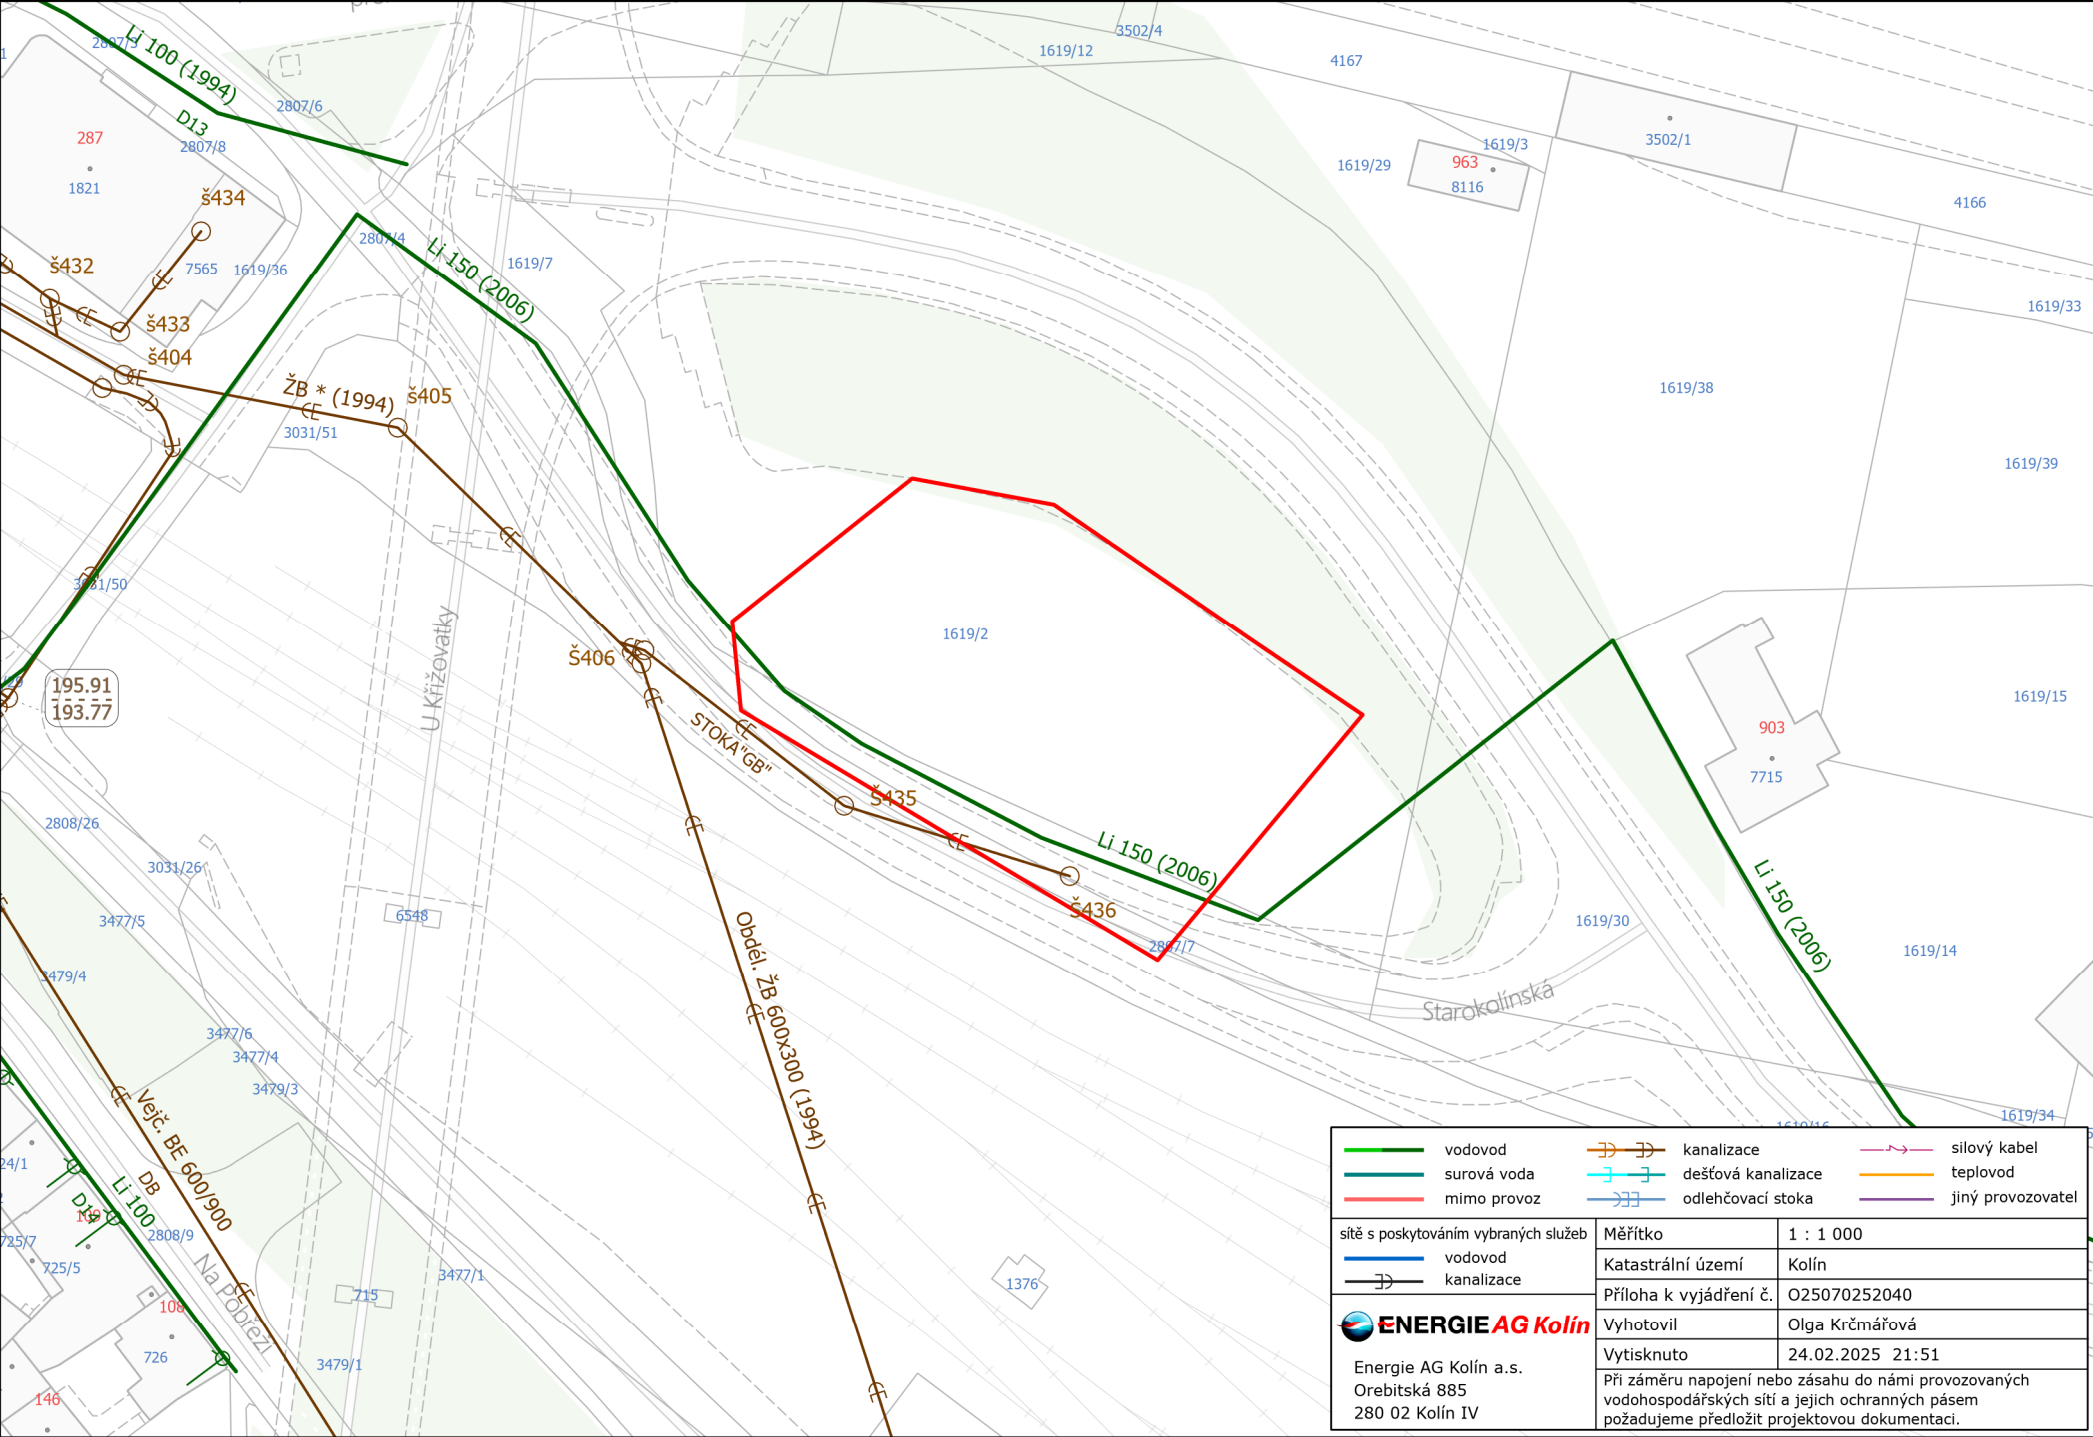 3502/4
1619/12
4167
2807/3
Li 100 (1994)
2807/6
D13
287
2807/8
1821
š434
1619/3
3502/1
1619/29
963
8116
4166
2807/4
Li 150 (2006)
1619/7
š432
7565
1619/36
1619/33
š433
š404
ŽB * (1994)
š405
3031/51
1619/38
1619/39
3031/50
U Křižovatky
Š406
1619/2
195.91
193.77
1619/15
903
7715
STOKA"GB"
Š435
2808/26
3031/26
Li 150 (2006)
Li 150 (2006)
3477/5
6548
Š436
2807/7
1619/30
1619/14
3479/4
Obdél. ŽB 600x300 (1994)
Starokolínská
3477/6
3477/4
3479/3
Vejč. BE 600/900
DB
Li 100
D14
109
2808/9
725/5
Na Pobřeží
3477/1
108
715
1376
726
3479/1
146
1619/34
vodovod
kanalizace
silový kabel
surová voda
dešťová kanalizace
teplovod
mimo provoz
odlehčovací stoka
jiný provozovatel
sítě s poskytováním vybraných služeb
vodovod
kanalizace
Měřítko 1 : 1 000
Katastrální území Kolín
Příloha k vyjádření č. O25070252040
Vyhotovil Olga Krčmářová
Vytisknuto 24.02.2025 21:51
ENERGIE AG Kolín
Energie AG Kolín a.s.
Orebitská 885
280 02 Kolín IV
Při záměru napojení nebo zásahu do námi provozovaných
vodohospodářských sítí a jejich ochranných pásem
požadujeme předložit projektovou dokumentaci.